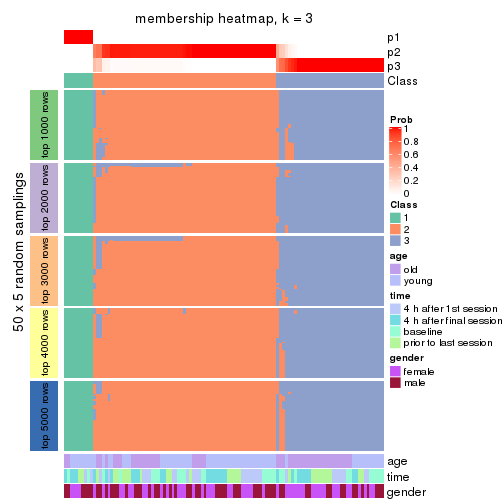 membership heatmap, k = 3
p1
p2
p3
Class
50 x 5 random samplings
top 1000 rows
top 2000 rows
top 3000 rows
top 4000 rows
top 5000 rows
Prob
1
0.8
0.6
0.4
0.2
0
Class
1
2
3
age
old
young
time
4 h after 1st session
4 h after final session
baseline
prior to last session
gender
female
male
age
time
gender